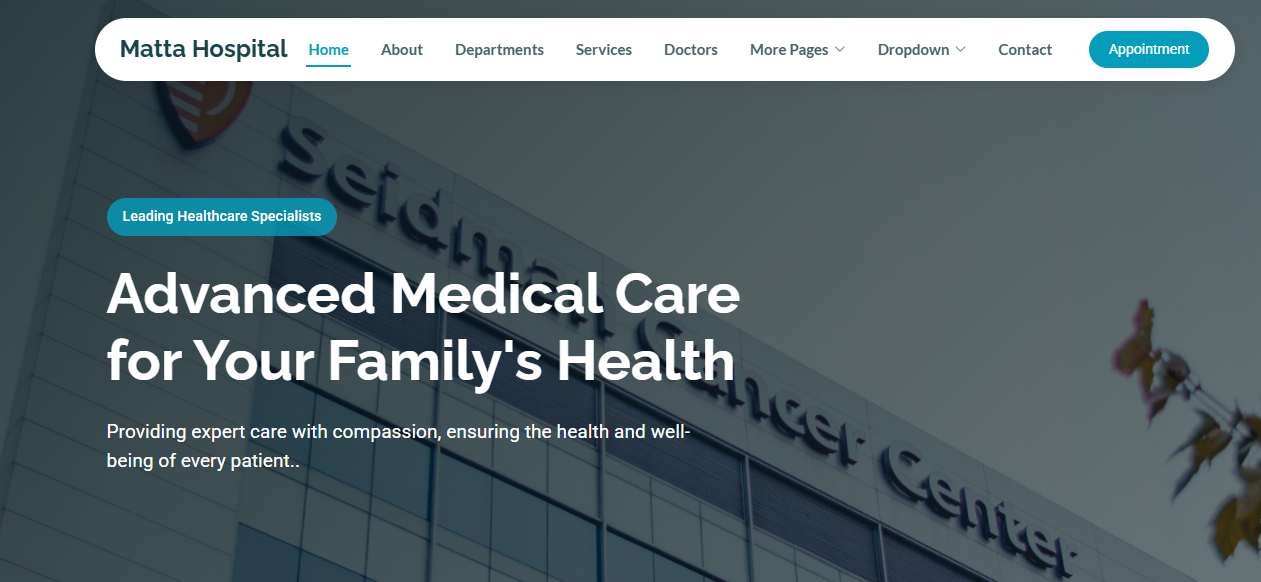 Matta Hospital Home About Departments Services Doctors More Pages Dropdown Contact Appointment
Seidman Cancer Center
Leading Healthcare Specialists
Advanced Medical Care
for Your Family's Health
Providing expert care with compassion, ensuring the health and well-
being of every patient..